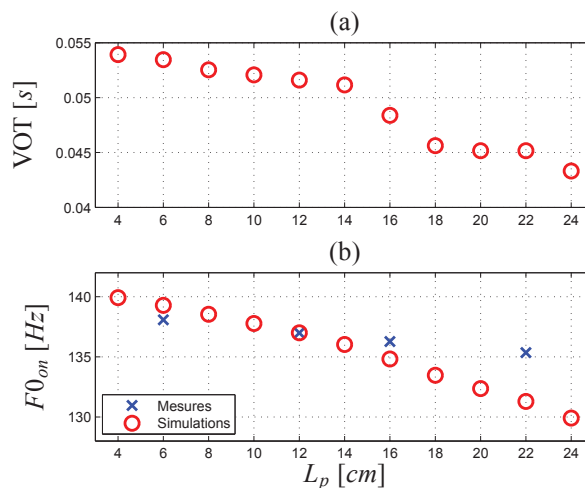 (a)
VOT [s]
0.055
0.05
0.045
0.04
4 6 8 10 12 14 16 18 20 22 24
(b)
F0on [Hz]
140
135
130
Mesures
Simulations
4 6 8 10 12 14 16 18 20 22 24
Lp [cm]